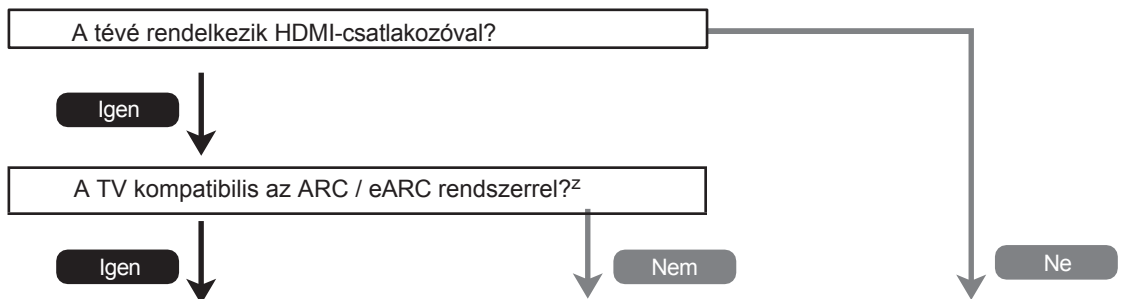 A tévé rendelkezik HDMI-csatlakozóval?
Igen
A TV kompatibilis az ARC / eARC rendszerrel?ᶻ
Igen
Nem
Ne